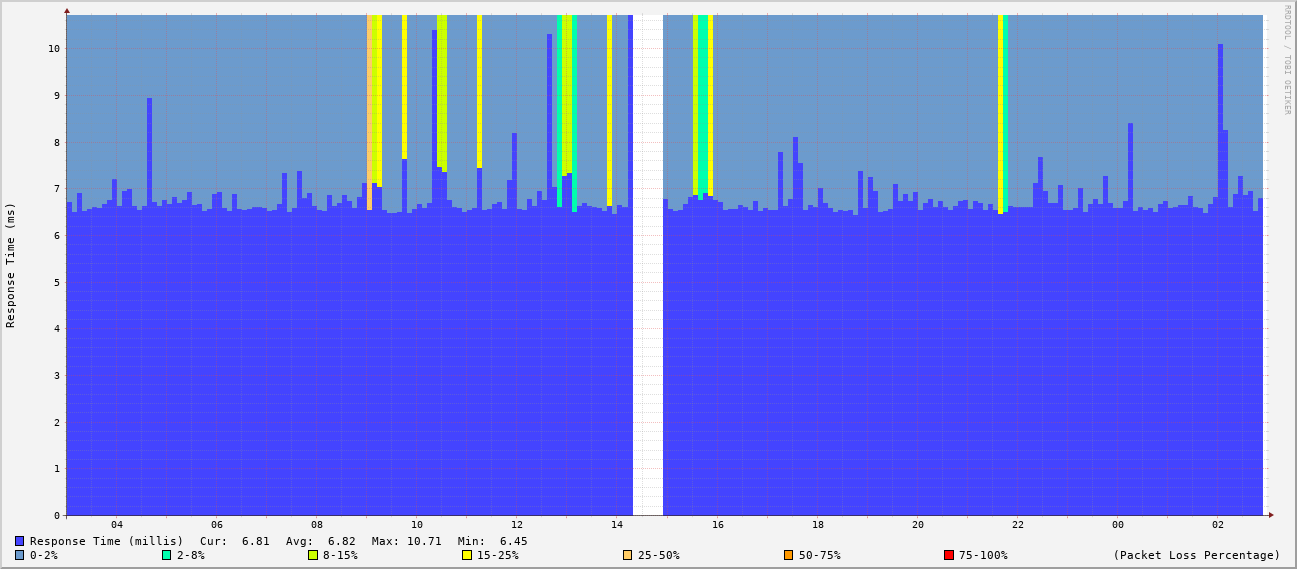 RRDTOOL / TOBI OETIKER
Response Time (ms)
10
9
8
7
6
5
4
3
2
1
0
04 06 08 10 12 14 16 18 20 22 00 02
Response Time (millis) Cur: 6.81 Avg: 6.82 Max: 10.71 Min: 6.45
0-2% 2-8% 8-15% 15-25% 25-50% 50-75% 75-100% (Packet Loss Percentage)